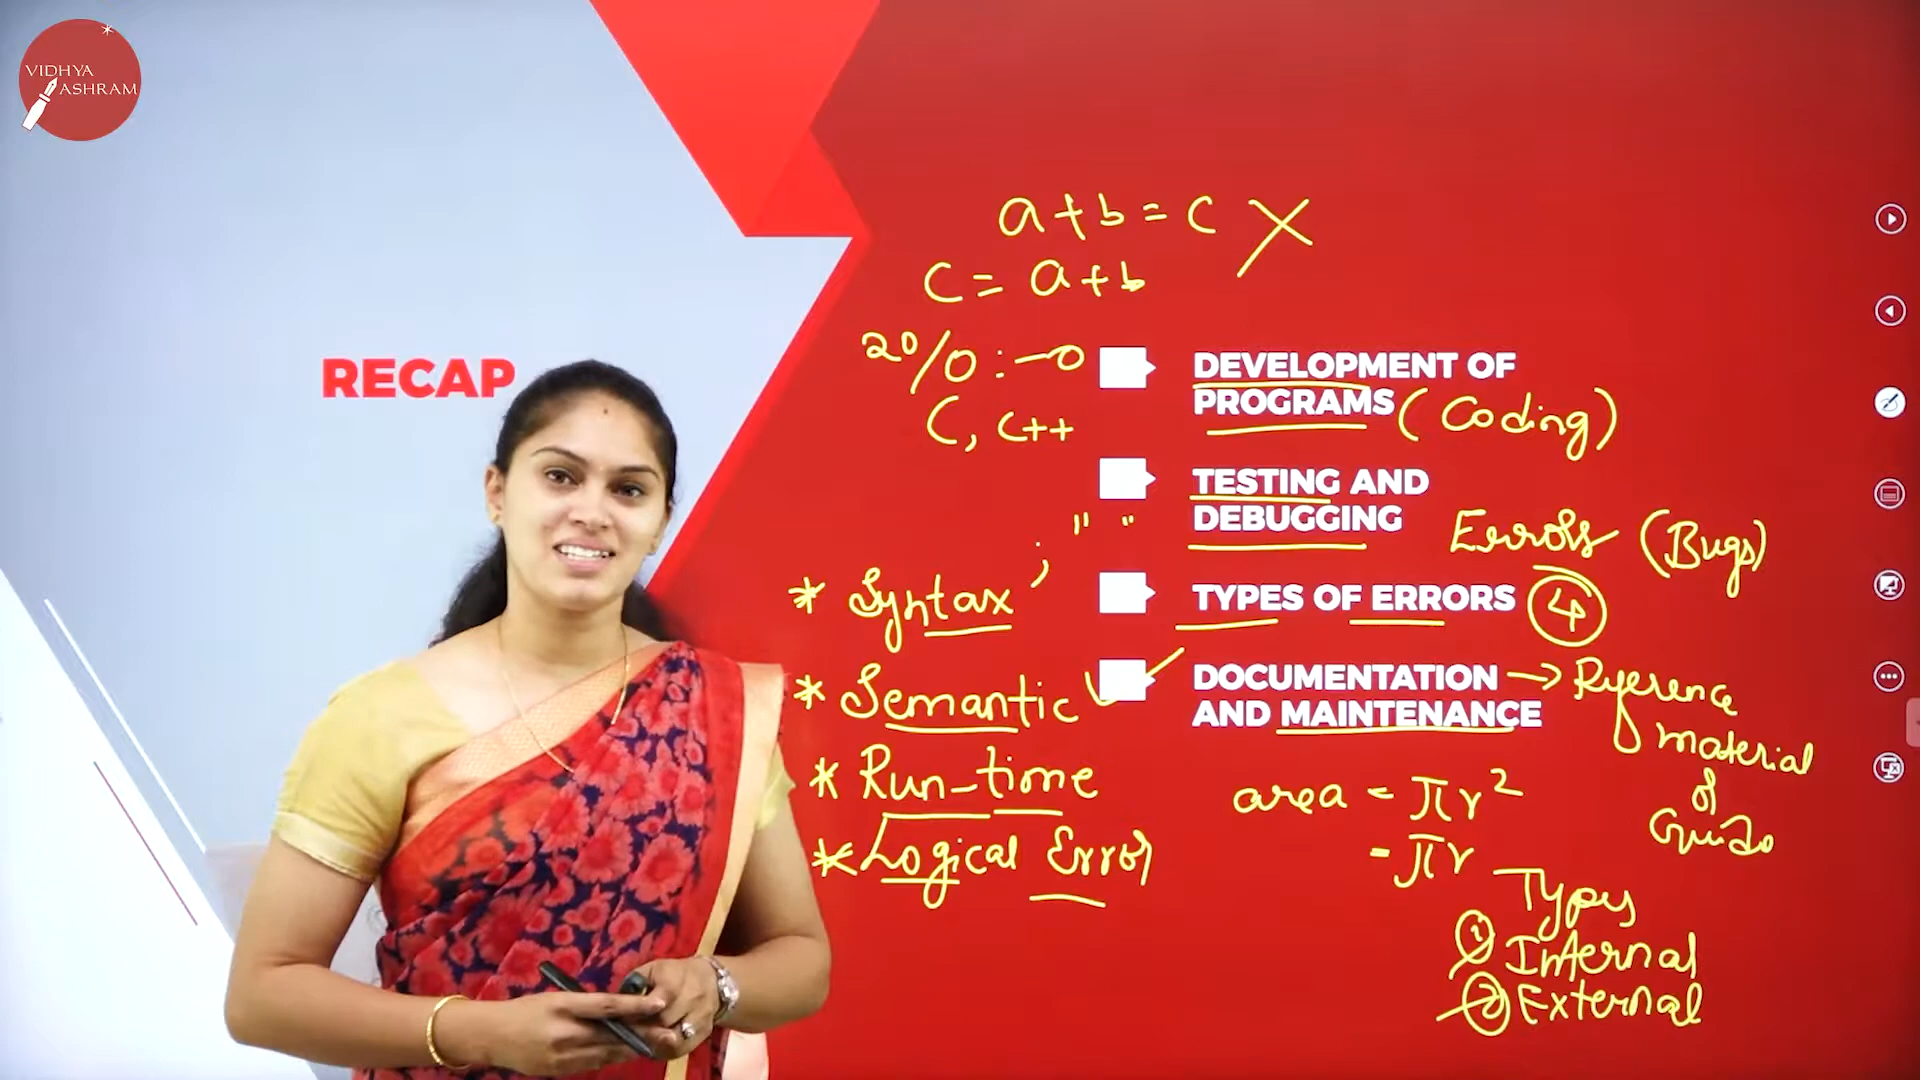 VIDHYA
ASHRAM
RECAP
a+b=c X
c = a+b
20/0 :-0
C, C++
DEVELOPMENT OF
PROGRAMS (Coding)
TESTING AND
DEBUGGING
Errors (Bugs)
; " "
TYPES OF ERRORS 4
DOCUMENTATION → Reference
AND MAINTENANCE material
of
Guide
* Syntax
* Semantic
* Run-time
* Logical Error
area = πr²
= πr
Types
1 Internal
2 External